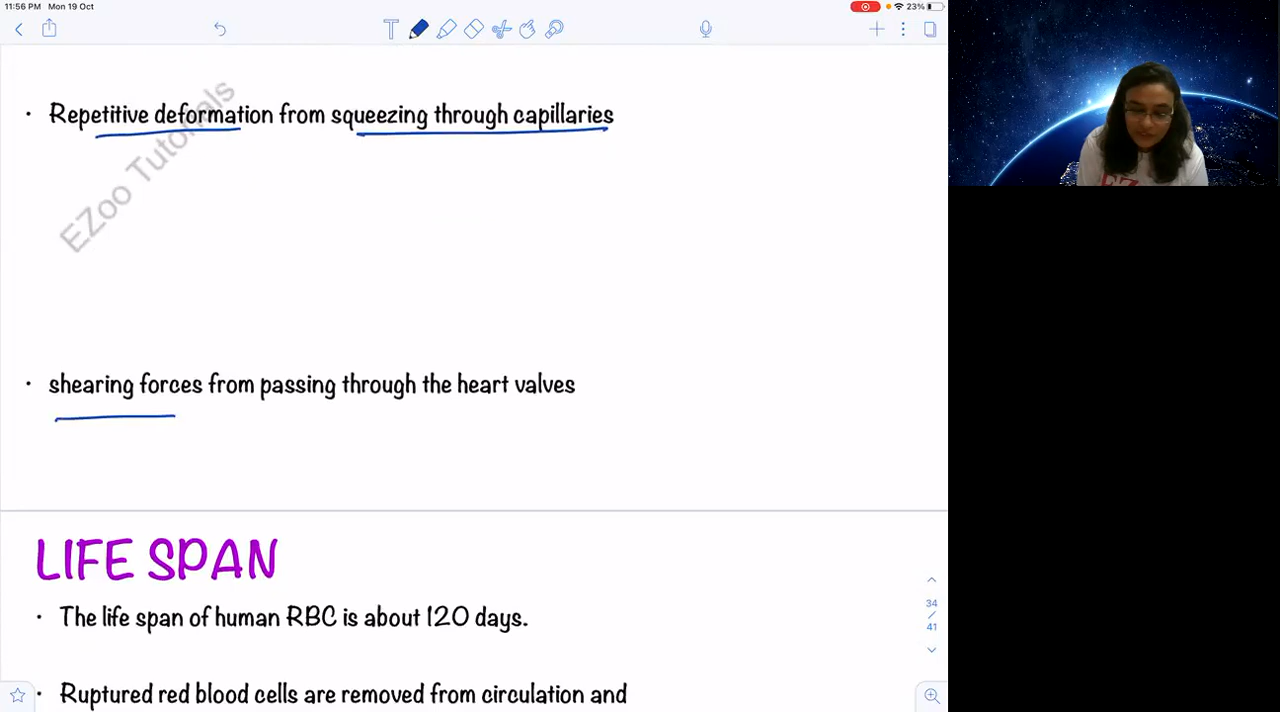 11:56 PM Mon 19 Oct
23%
• Repetitive deformation from squeezing through capillaries
EZoo Tutorials
• shearing forces from passing through the heart valves
LIFE SPAN
34
/
41
• The life span of human RBC is about 120 days.
• Ruptured red blood cells are removed from circulation and